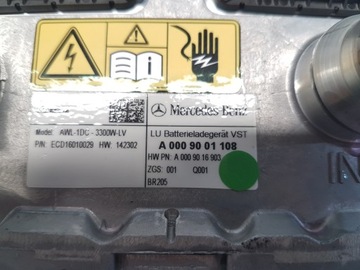 Mercedes-Benz
Model: AWL-1DC - 3300W-LV
P/N: ECD16010029 HW: 142302
LU Batterieladegerät VST
A 000 90 01 108
HW PN: A 000 90 16 903
ZGS: 001 Q001
BR205
IN